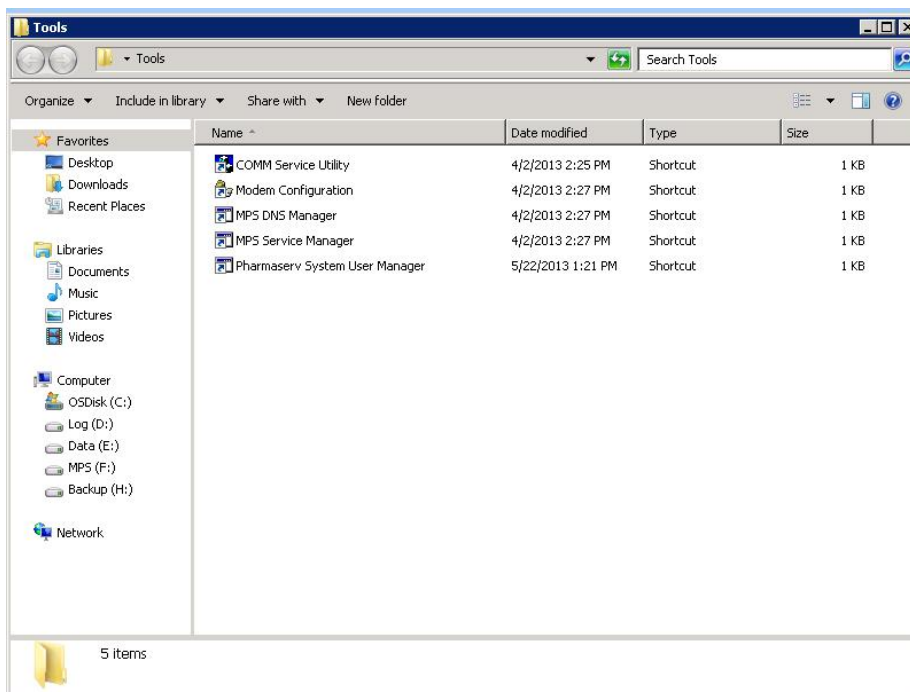 Tools
Tools
Search Tools
Organize Include in library Share with New folder
Favorites
Desktop
Downloads
Recent Places
Libraries
Documents
Music
Pictures
Videos
Computer
OSDisk (C:)
Log (D:)
Data (E:)
MPS (F:)
Backup (H:)
Network
Name Date modified Type Size
COMM Service Utility 4/2/2013 2:25 PM Shortcut 1 KB
Modem Configuration 4/2/2013 2:27 PM Shortcut 1 KB
MPS DNS Manager 4/2/2013 2:27 PM Shortcut 1 KB
MPS Service Manager 4/2/2013 2:27 PM Shortcut 1 KB
Pharmaserv System User Manager 5/22/2013 1:21 PM Shortcut 1 KB
5 items